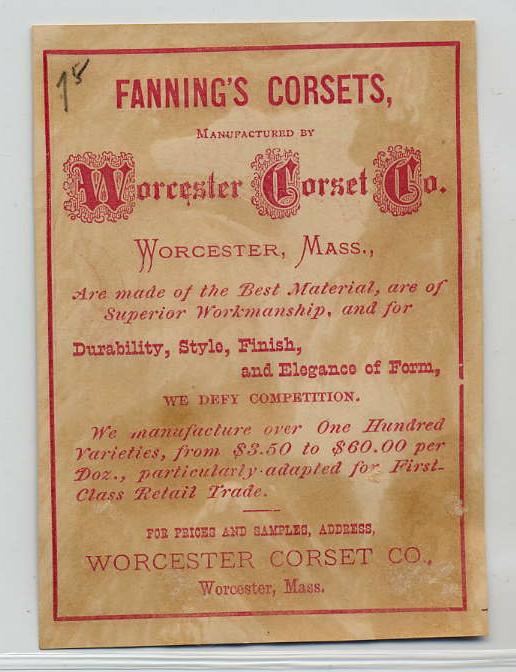 75
FANNING'S CORSETS,
MANUFACTURED BY
Worcester Corset Co.
WORCESTER, MASS.,
Are made of the Best Material, are of
Superior Workmanship, and for
Durability, Style, Finish,
and Elegance of Form,
WE DEFY COMPETITION.
We manufacture over One Hundred
Varieties, from $3.50 to $60.00 per
Doz., particularly adapted for First-
Class Retail Trade.
FOR PRICES AND SAMPLES, ADDRESS,
WORCESTER CORSET CO.,
Worcester, Mass.